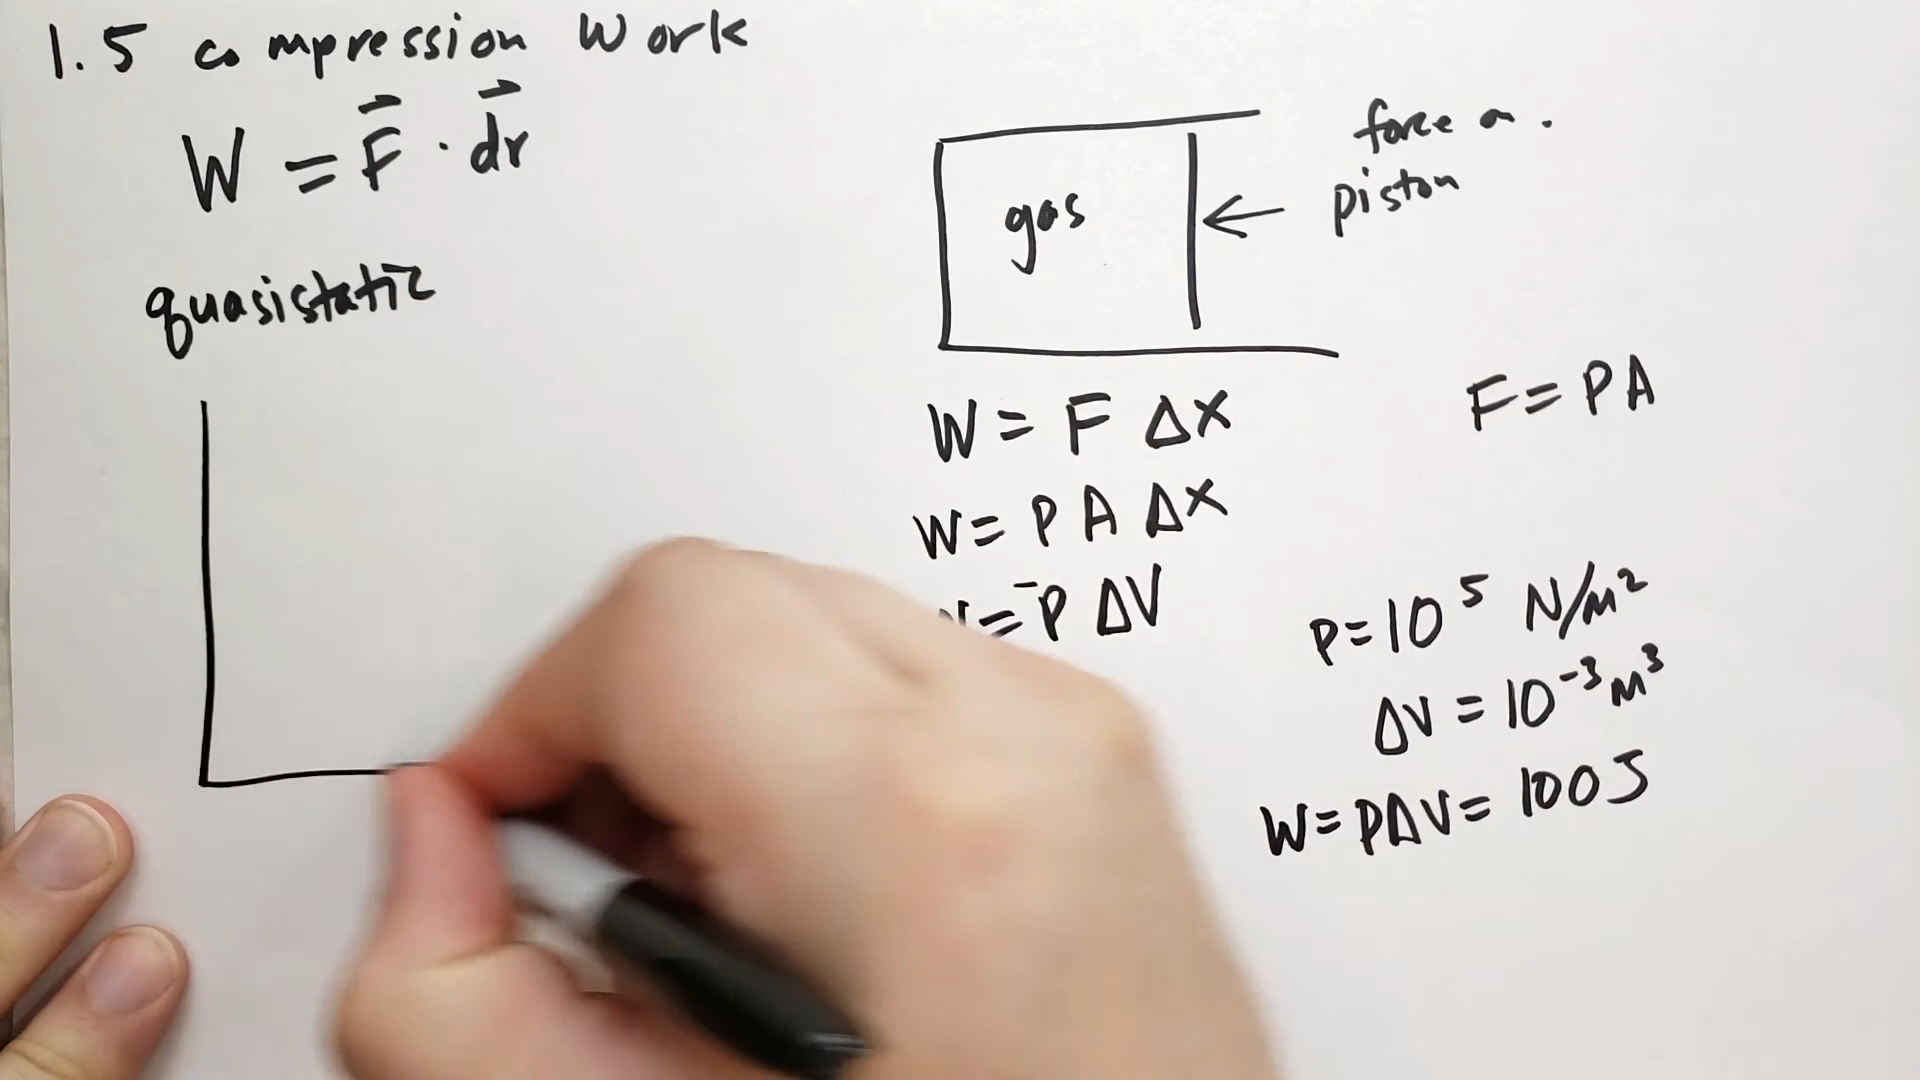 1.5 compression Work
W = F⃗ · dr⃗
quasistatic
gas
force on
piston
W = F Δx
W = P A Δx
W = -P ΔV
F = PA
P = 10⁵ N/m²
ΔV = 10⁻³ m³
W = PΔV = 100J